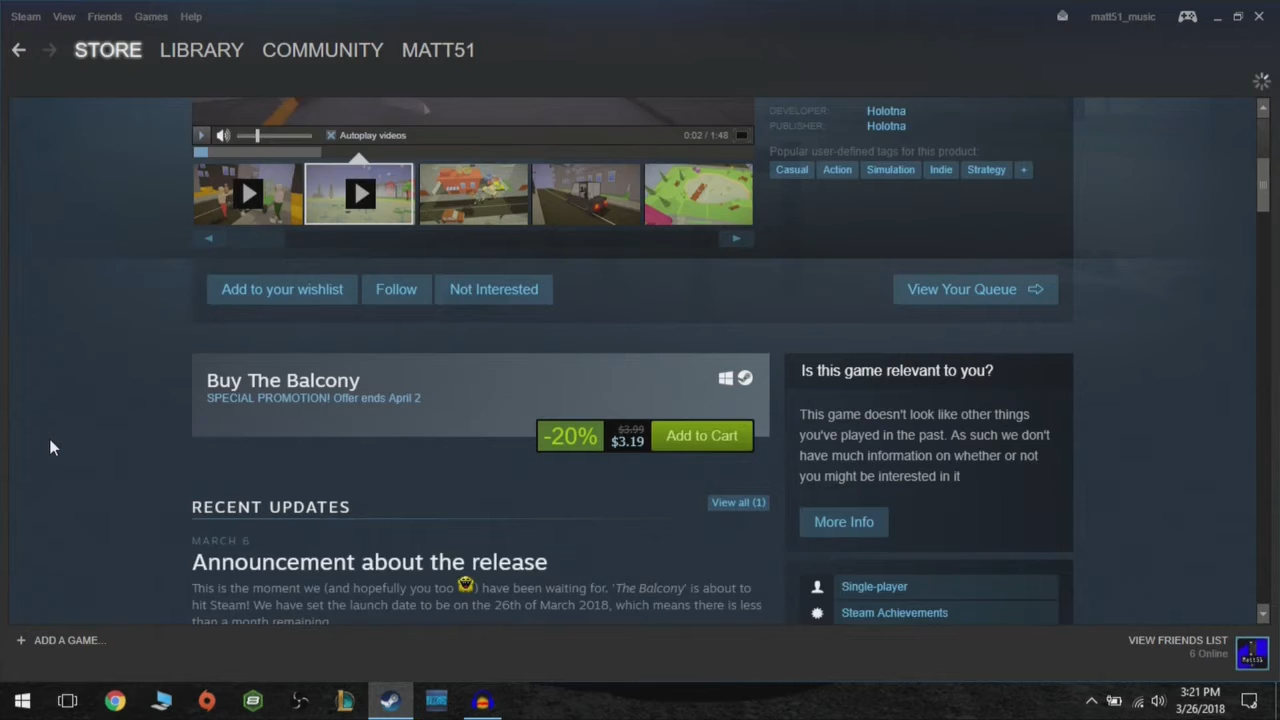 Steam View Friends Games Help
matt51_music
STORE LIBRARY COMMUNITY MATT51
DEVELOPER: Holotna
PUBLISHER: Holotna
Autoplay videos
0:02 / 1:48
Popular user-defined tags for this product:
Casual Action Simulation Indie Strategy +
Add to your wishlist Follow Not Interested
View Your Queue
Buy The Balcony
SPECIAL PROMOTION! Offer ends April 2
-20% $3.99 $3.19 Add to Cart
Is this game relevant to you?
This game doesn't look like other things
you've played in the past. As such we don't
have much information on whether or not
you might be interested in it
More Info
RECENT UPDATES
View all (1)
MARCH 6
Announcement about the release
This is the moment we (and hopefully you too ) have been waiting for. 'The Balcony' is about to
hit Steam! We have set the launch date to be on the 26th of March 2018, which means there is less
than a month remaining.
Single-player
Steam Achievements
+ ADD A GAME...
VIEW FRIENDS LIST
6 Online
Matt51
3:21 PM
3/26/2018